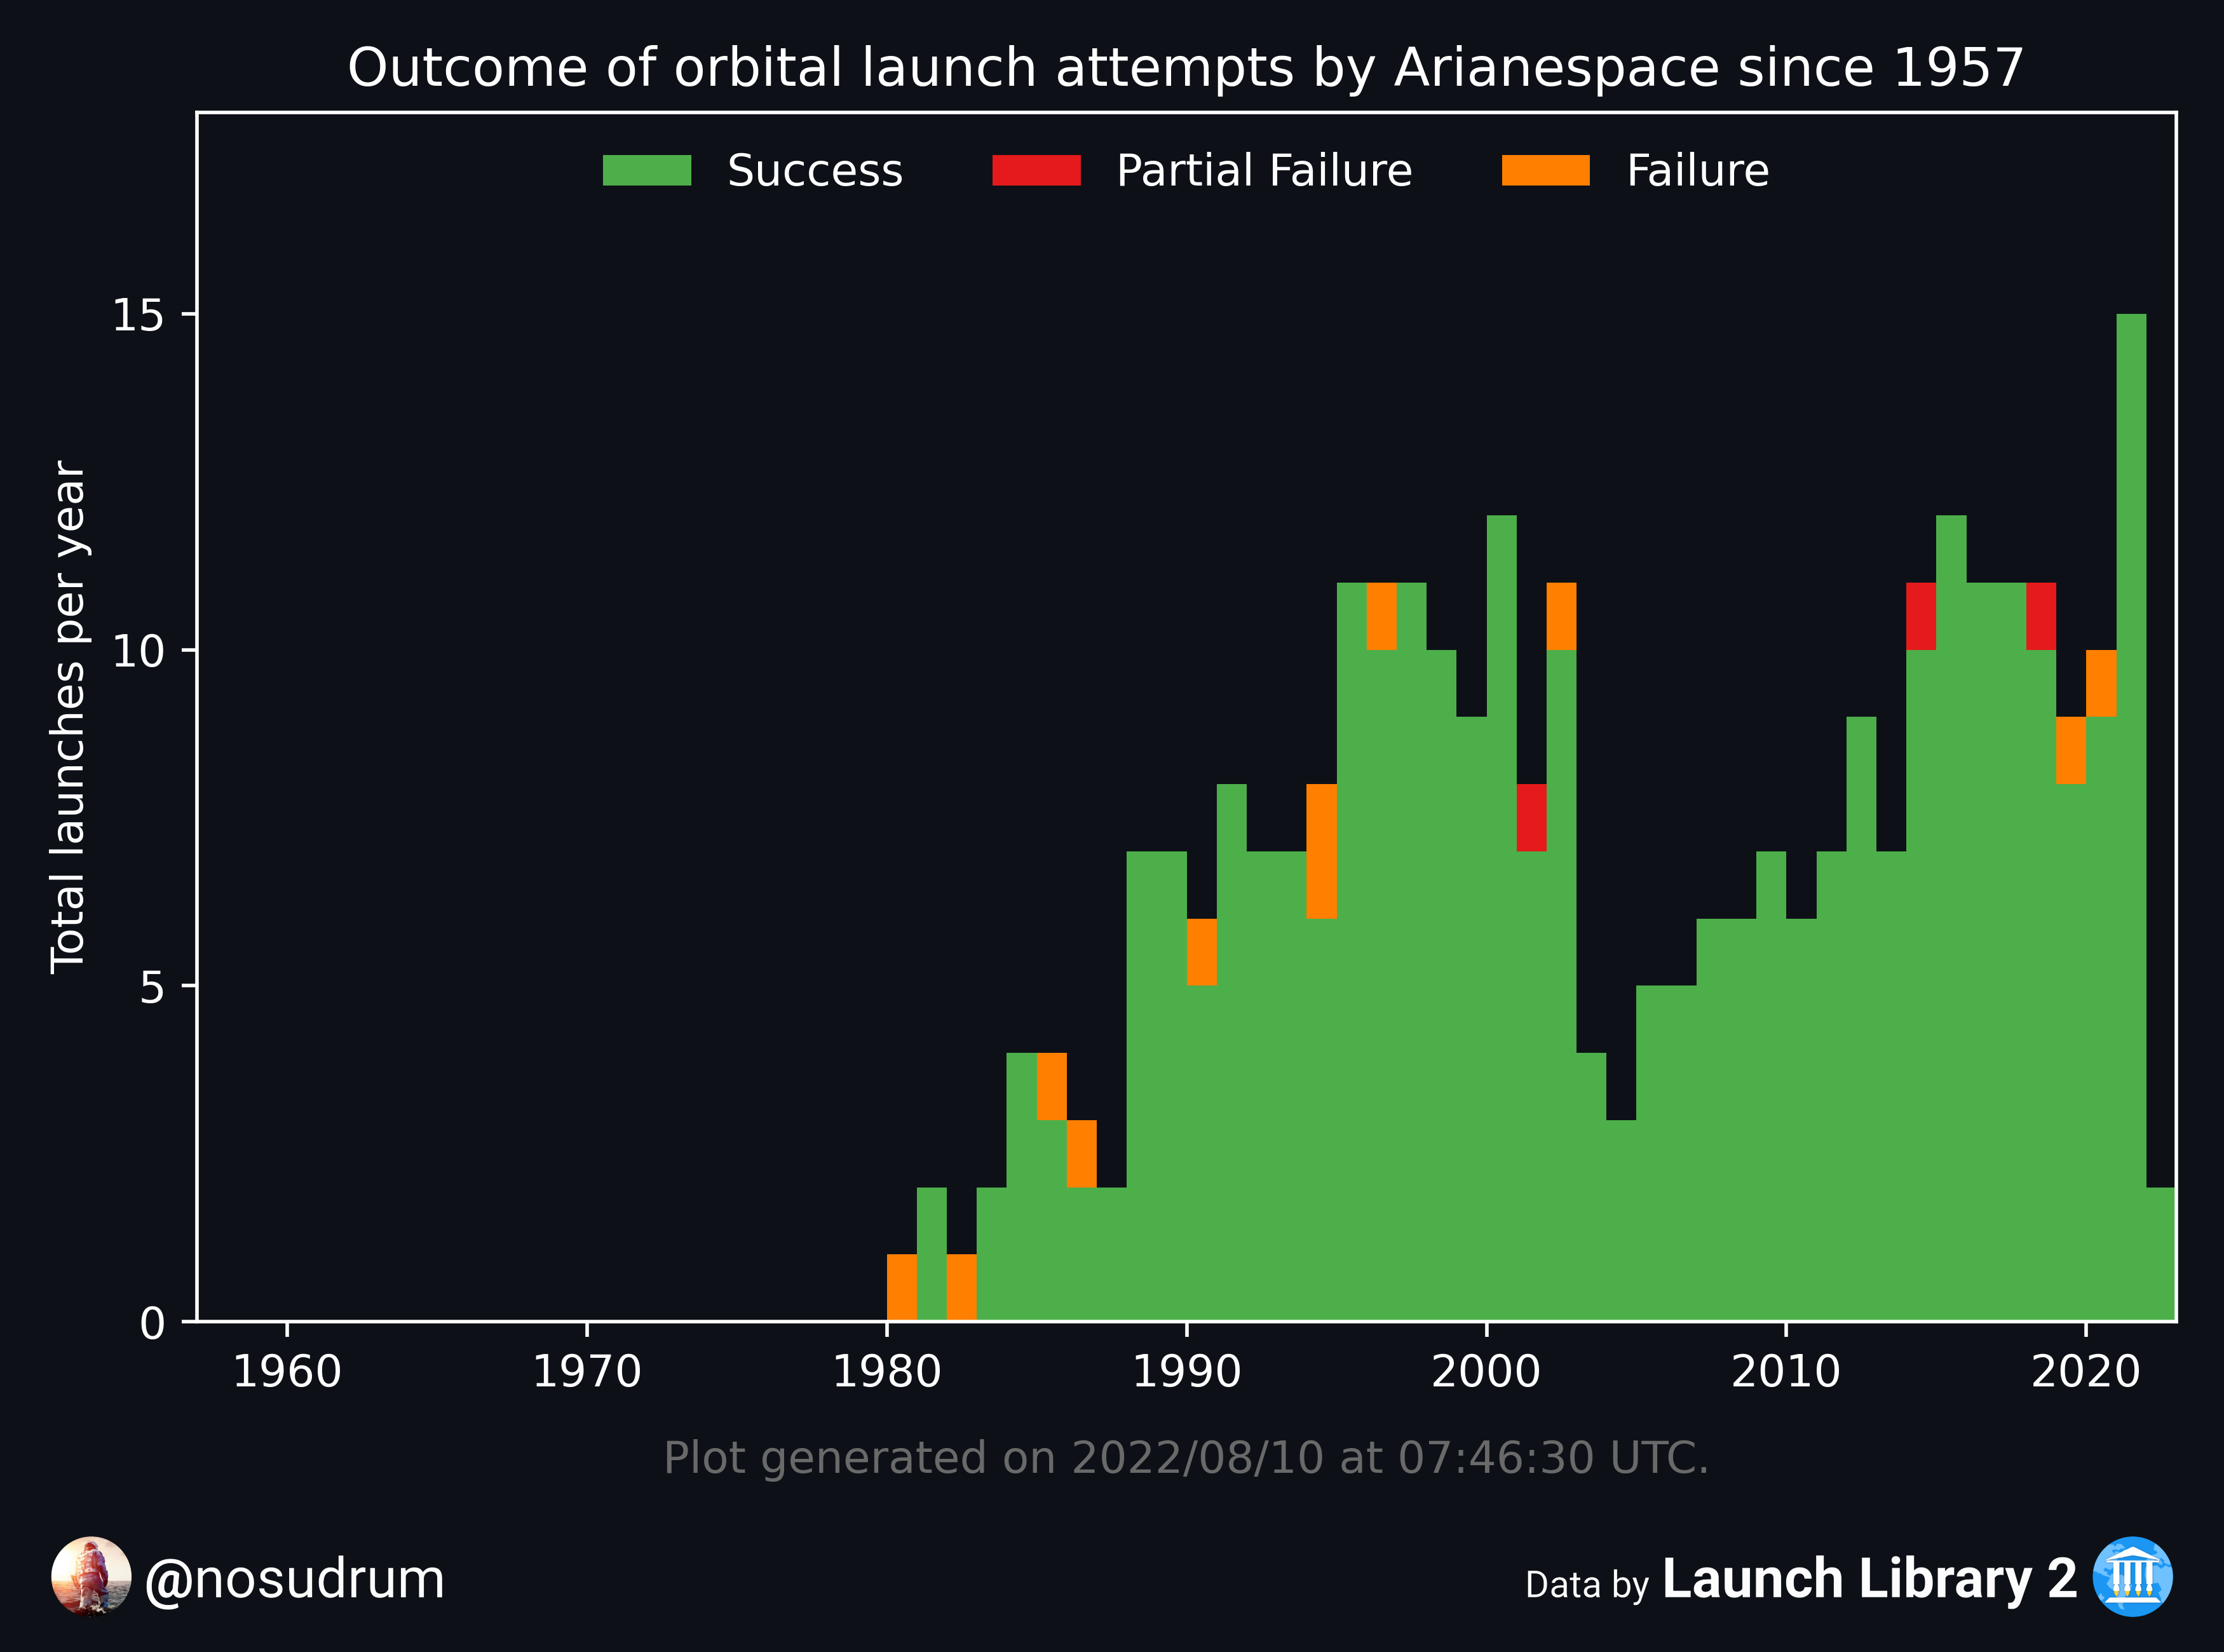 Outcome of orbital launch attempts by Arianespace since 1957
Success Partial Failure Failure
Total launches per year
15
10
5
0
1960 1970 1980 1990 2000 2010 2020
Plot generated on 2022/08/10 at 07:46:30 UTC.
@nosudrum
Data by Launch Library 2